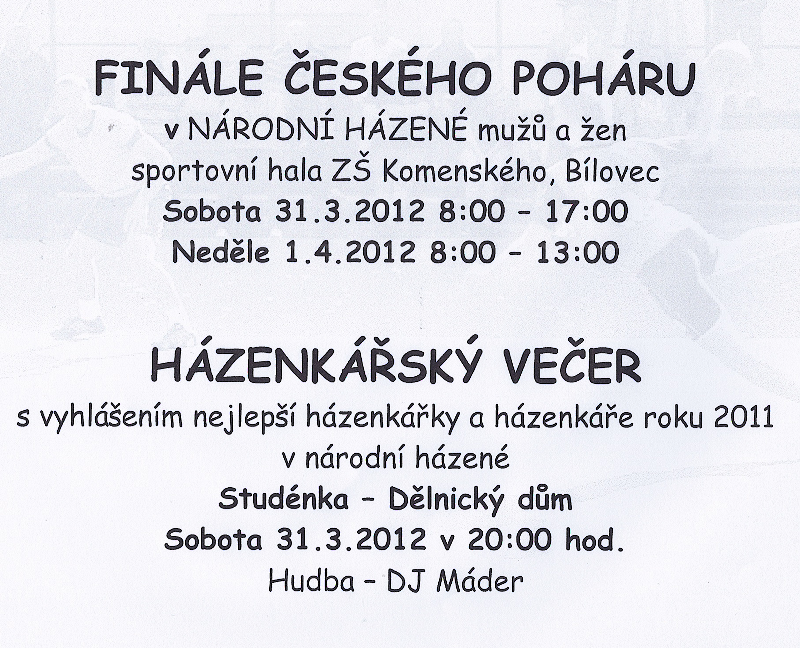 FINÁLE ČESKÉHO POHÁRU
v NÁRODNÍ HÁZENÉ mužů a žen
sportovní hala ZŠ Komenského, Bílovec
Sobota 31.3.2012 8:00 – 17:00
Neděle 1.4.2012 8:00 – 13:00
HÁZENKÁŘSKÝ VEČER
s vyhlášením nejlepší házenkářky a házenkáře roku 2011
v národní házené
Studénka – Dělnický dům
Sobota 31.3.2012 v 20:00 hod.
Hudba – DJ Máder